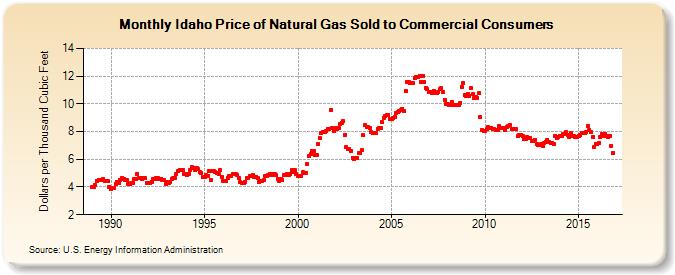 Monthly Idaho Price of Natural Gas Sold to Commercial Consumers
Dollars per Thousand Cubic Feet
14
12
10
8
6
4
2
1990 1995 2000 2005 2010 2015
Source: U.S. Energy Information Administration